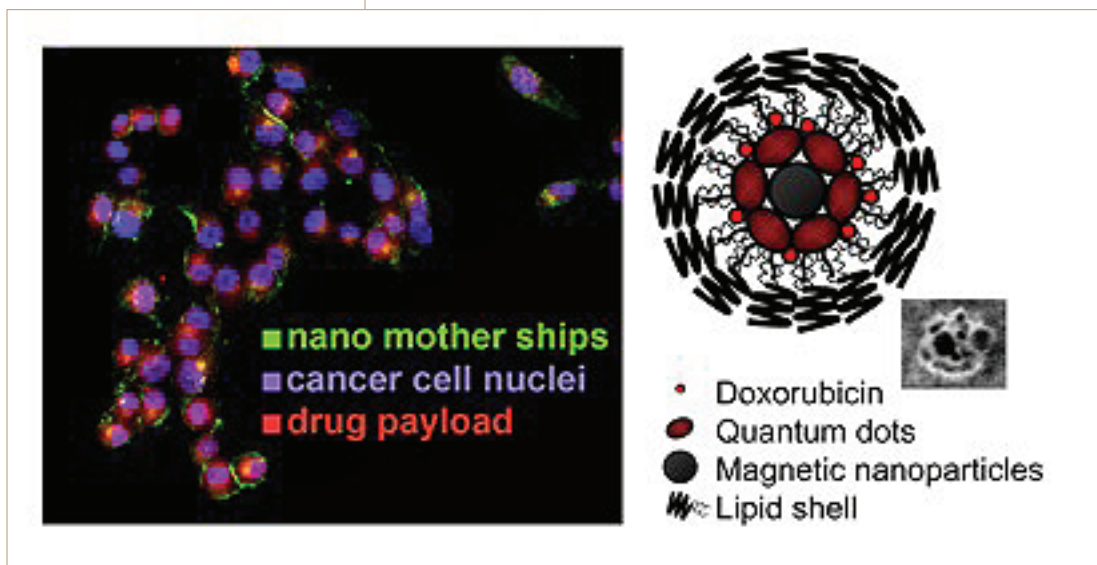 nano mother ships
cancer cell nuclei
drug payload
Doxorubicin
Quantum dots
Magnetic nanoparticles
Lipid shell